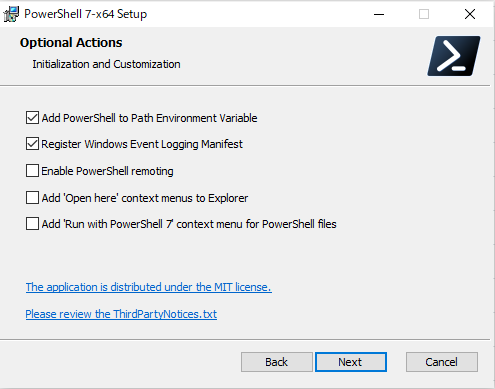 PowerShell 7-x64 Setup
Optional Actions
Initialization and Customization
Add PowerShell to Path Environment Variable
Register Windows Event Logging Manifest
Enable PowerShell remoting
Add 'Open here' context menus to Explorer
Add 'Run with PowerShell 7' context menu for PowerShell files
The application is distributed under the MIT license.
Please review the ThirdPartyNotices.txt
Back Next Cancel